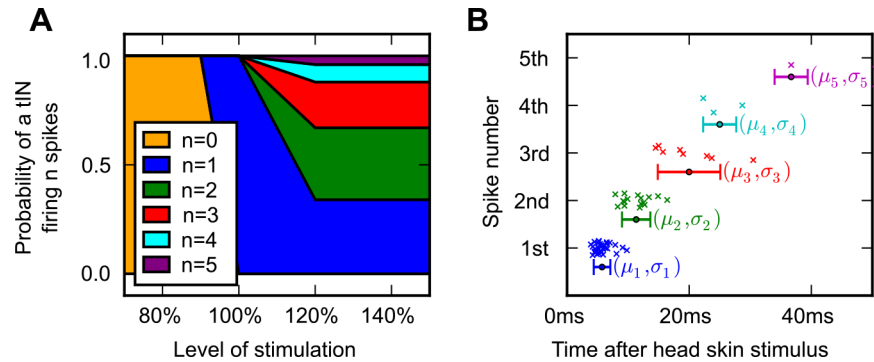 A
Probability of a tIN
firing n spikes
1.0
0.5
0.0
n=0
n=1
n=2
n=3
n=4
n=5
80%
100%
120%
140%
Level of stimulation
B
Spike number
5th
4th
3rd
2nd
1st
(μ5,σ5
(μ4,σ4)
(μ3,σ3)
(μ2,σ2)
(μ1,σ1)
0ms
20ms
40ms
Time after head skin stimulus